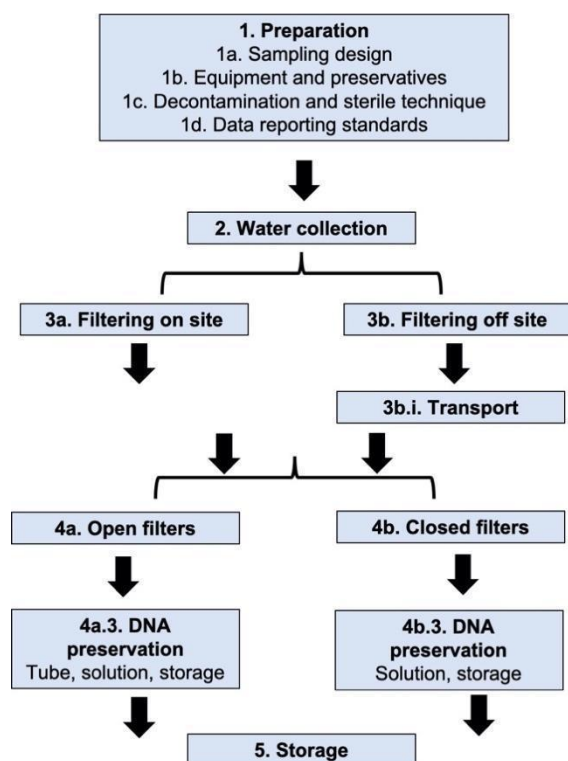 1. Preparation
1a. Sampling design
1b. Equipment and preservatives
1c. Decontamination and sterile technique
1d. Data reporting standards
2. Water collection
3a. Filtering on site
3b. Filtering off site
3b.i. Transport
4a. Open filters
4b. Closed filters
4a.3. DNA
preservation
Tube, solution, storage
4b.3. DNA
preservation
Solution, storage
5. Storage